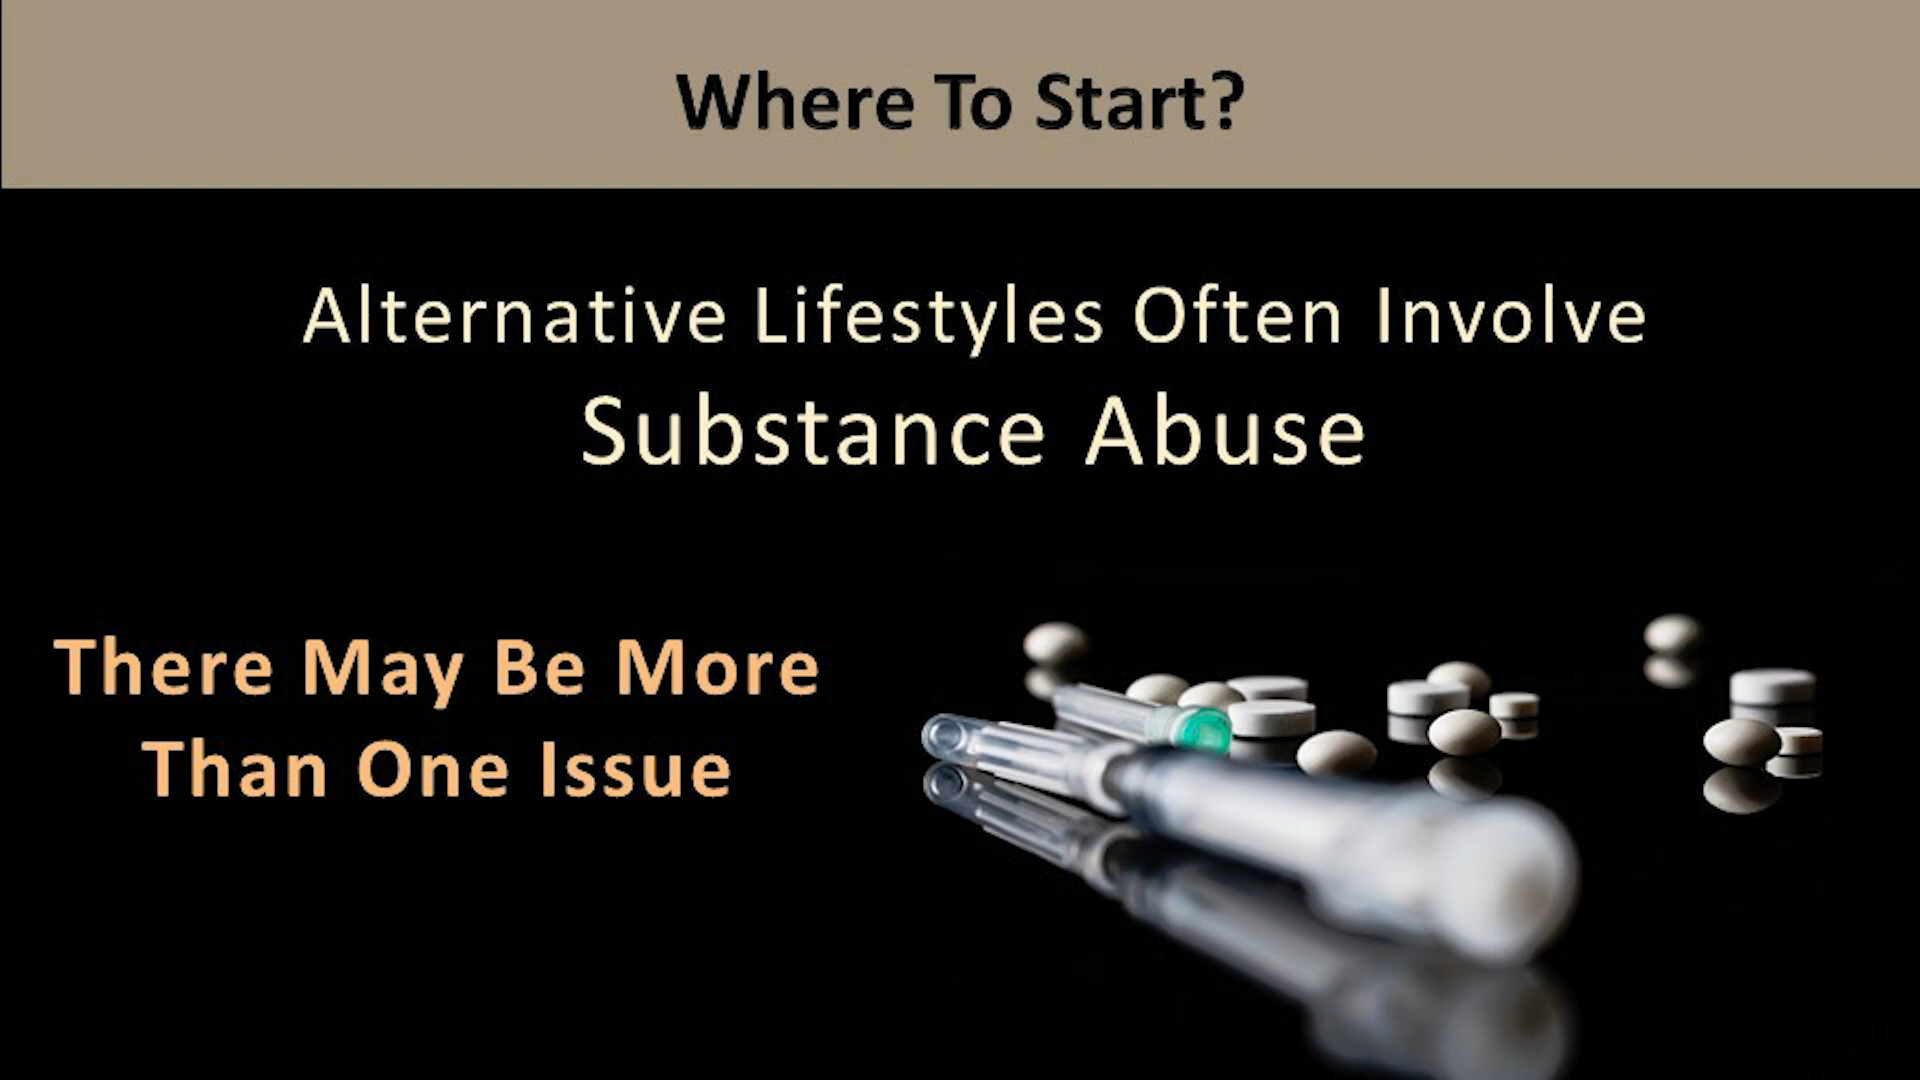 Where To Start?
Alternative Lifestyles Often Involve
Substance Abuse
There May Be More
Than One Issue